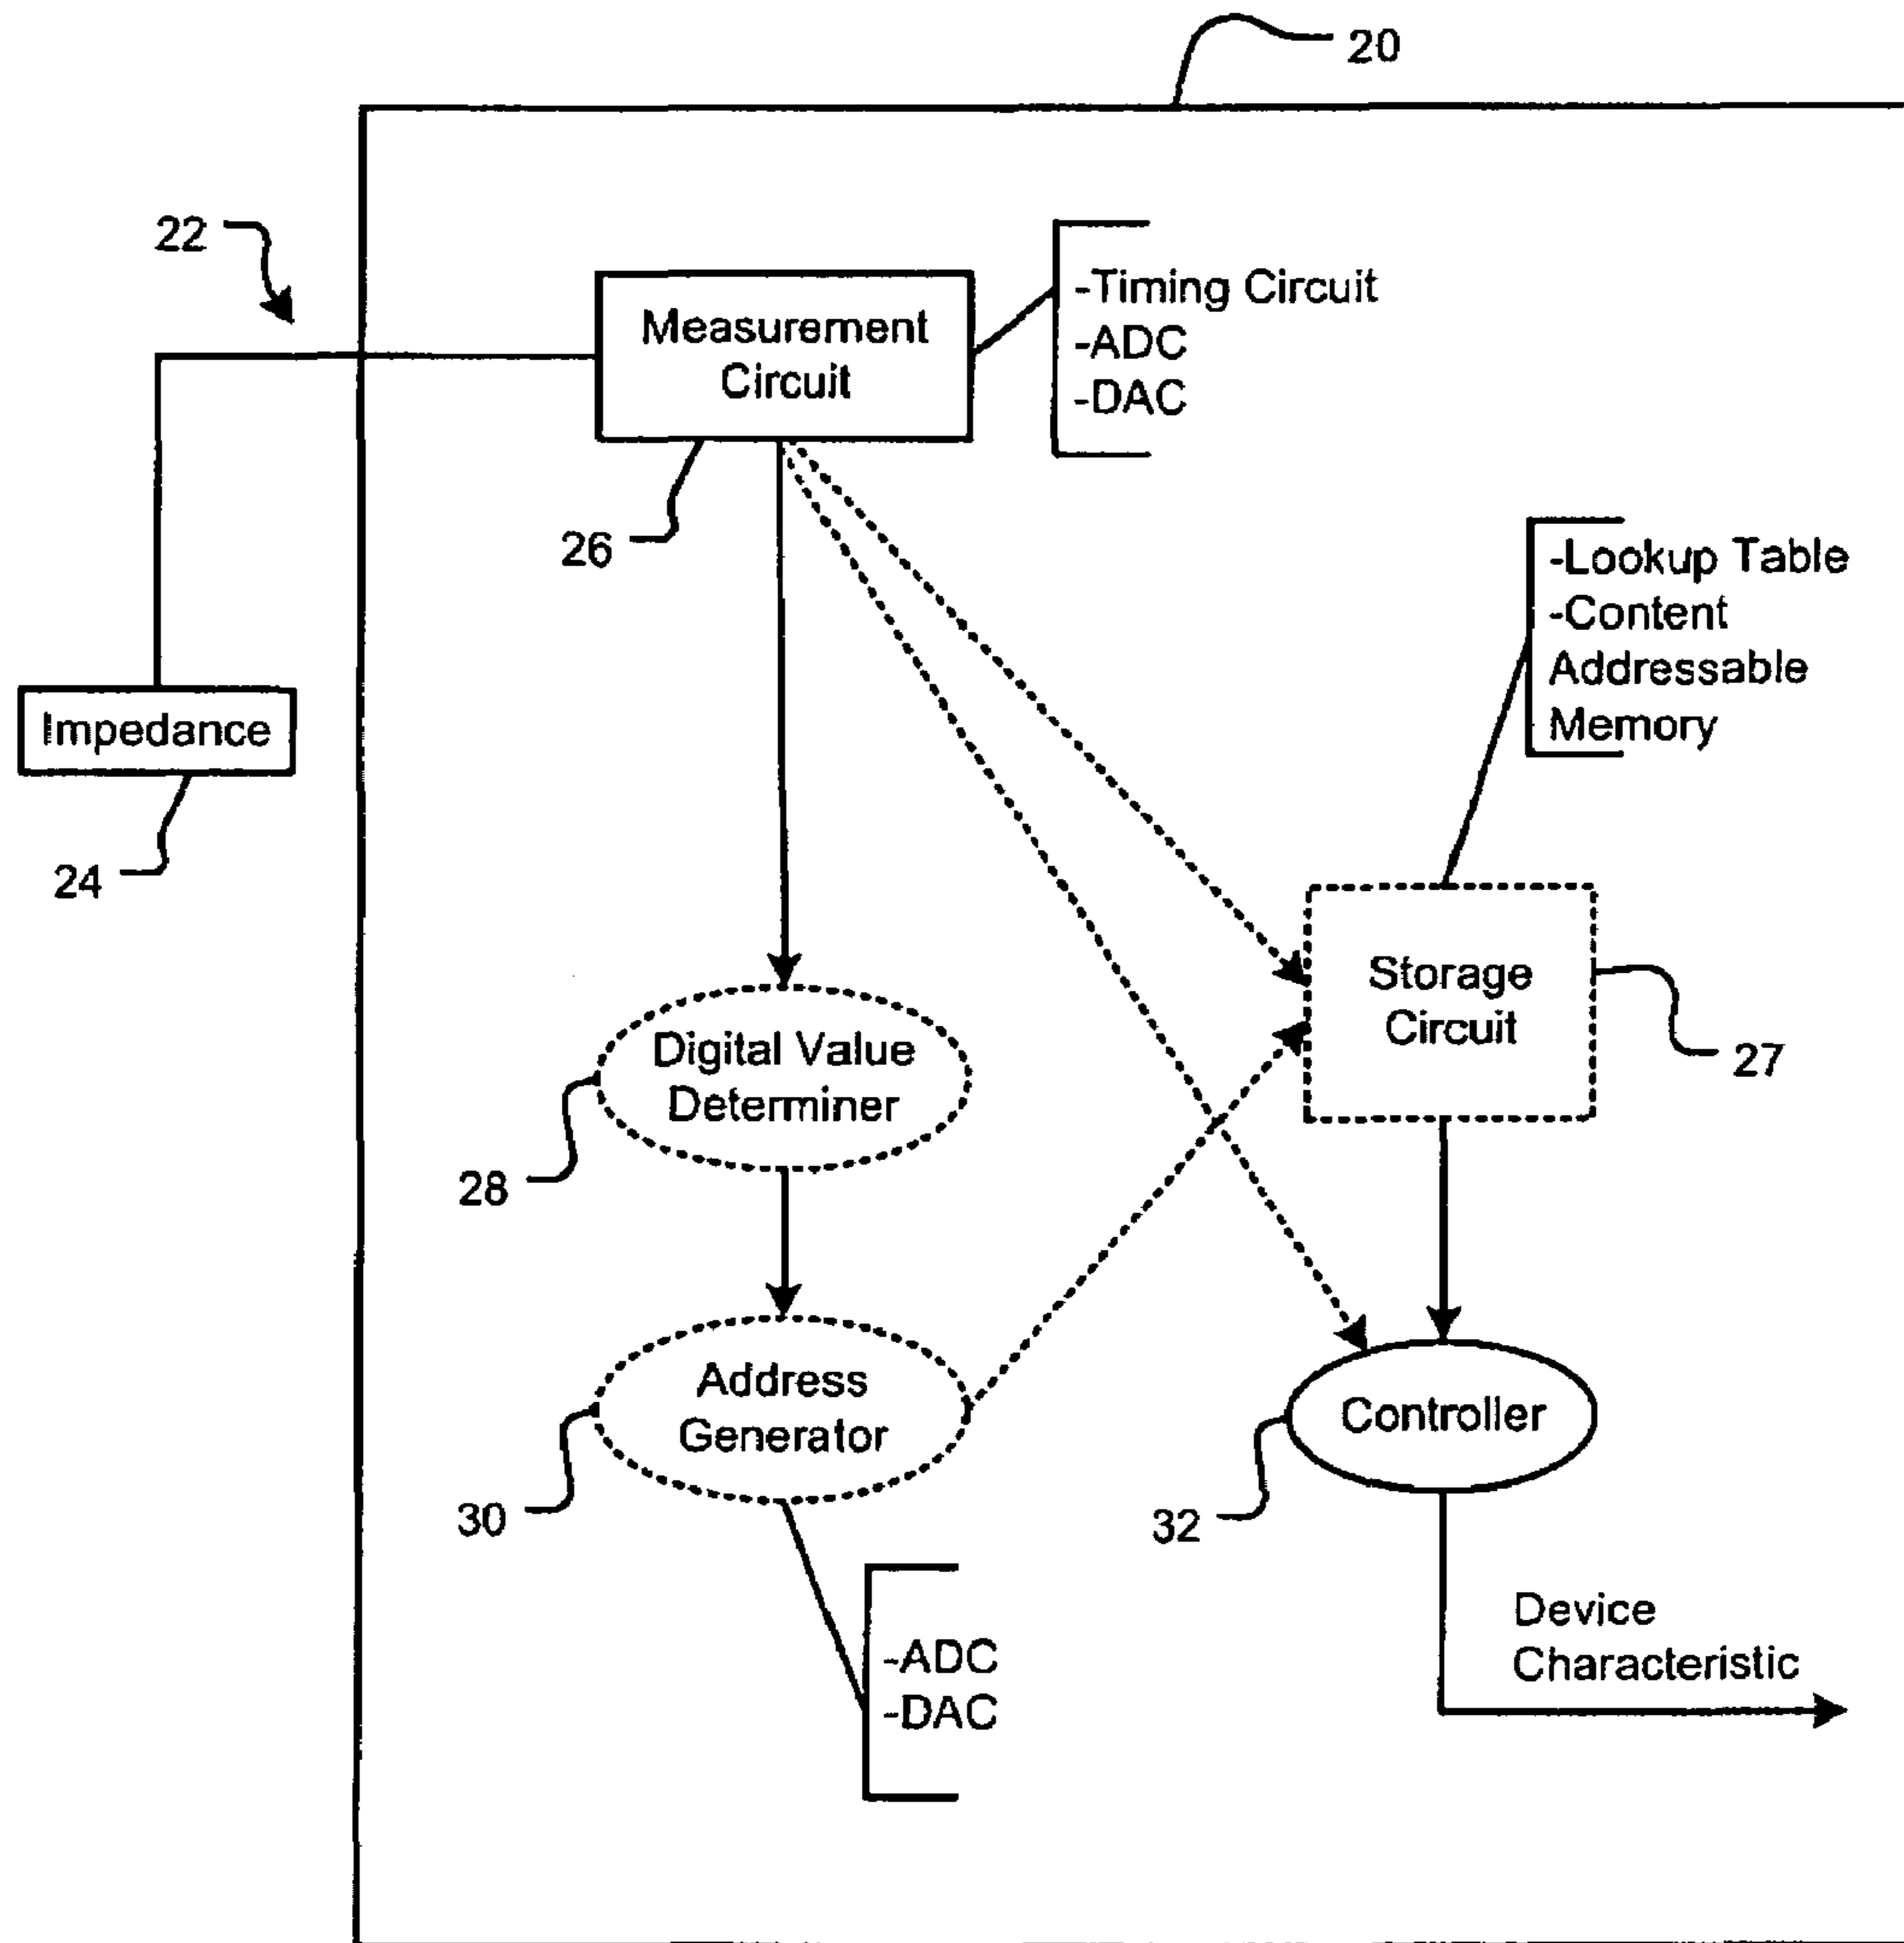 20
22
Measurement
Circuit
-Timing Circuit
-ADC
-DAC
26
-Lookup Table
-Content
Addressable
Memory
Impedance
24
Storage
Circuit
27
Digital Value
Determiner
28
Address
Generator
30
Controller
32
-ADC
-DAC
Device
Characteristic